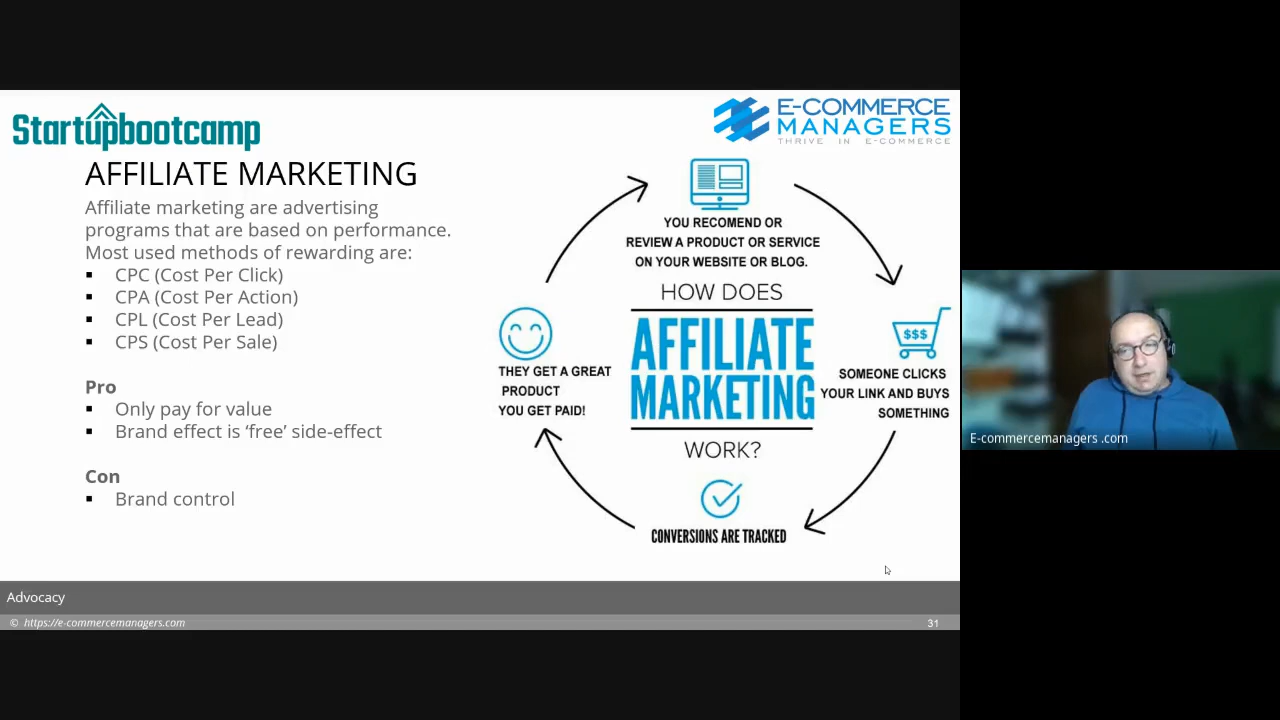 Startupbootcamp
E-COMMERCE
MANAGERS
THRIVE IN E-COMMERCE
AFFILIATE MARKETING
Affiliate marketing are advertising
programs that are based on performance.
Most used methods of rewarding are:
▪ CPC (Cost Per Click)
▪ CPA (Cost Per Action)
▪ CPL (Cost Per Lead)
▪ CPS (Cost Per Sale)
Pro
▪ Only pay for value
▪ Brand effect is ‘free’ side-effect
Con
▪ Brand control
YOU RECOMEND OR
REVIEW A PRODUCT OR SERVICE
ON YOUR WEBSITE OR BLOG.
HOW DOES
AFFILIATE
MARKETING
WORK?
$$$
SOMEONE CLICKS
YOUR LINK AND BUYS
SOMETHING
CONVERSIONS ARE TRACKED
THEY GET A GREAT
PRODUCT
YOU GET PAID!
Advocacy
© https://e-commercemanagers.com
31
E-commercemanagers .com